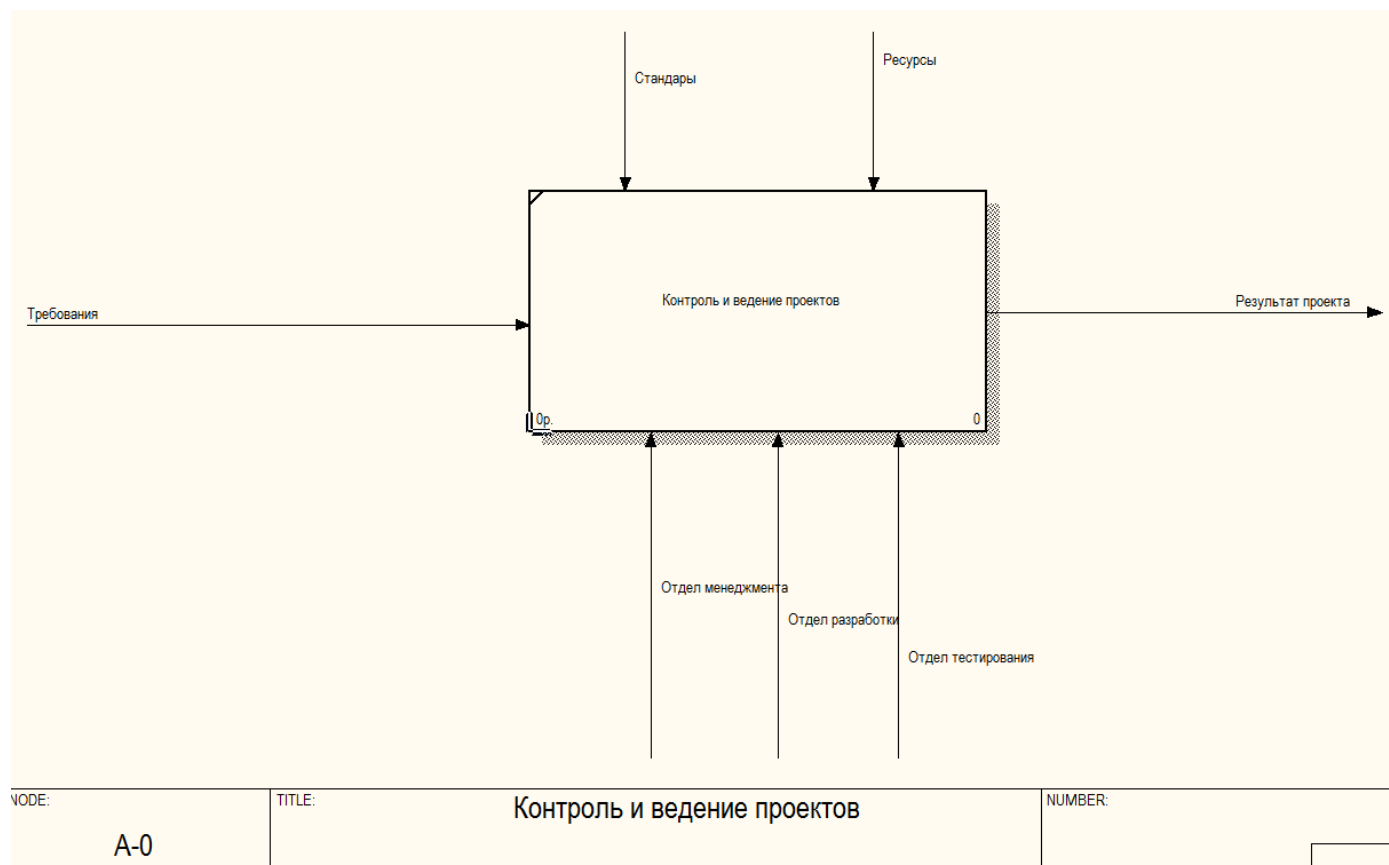 Стандары
Ресурсы
Требования
Контроль и ведение проектов
Результат проекта
0р.
0
Отдел менеджмента
Отдел разработки
Отдел тестирования
NODE:
TITLE:
NUMBER:
A-0
Контроль и ведение проектов